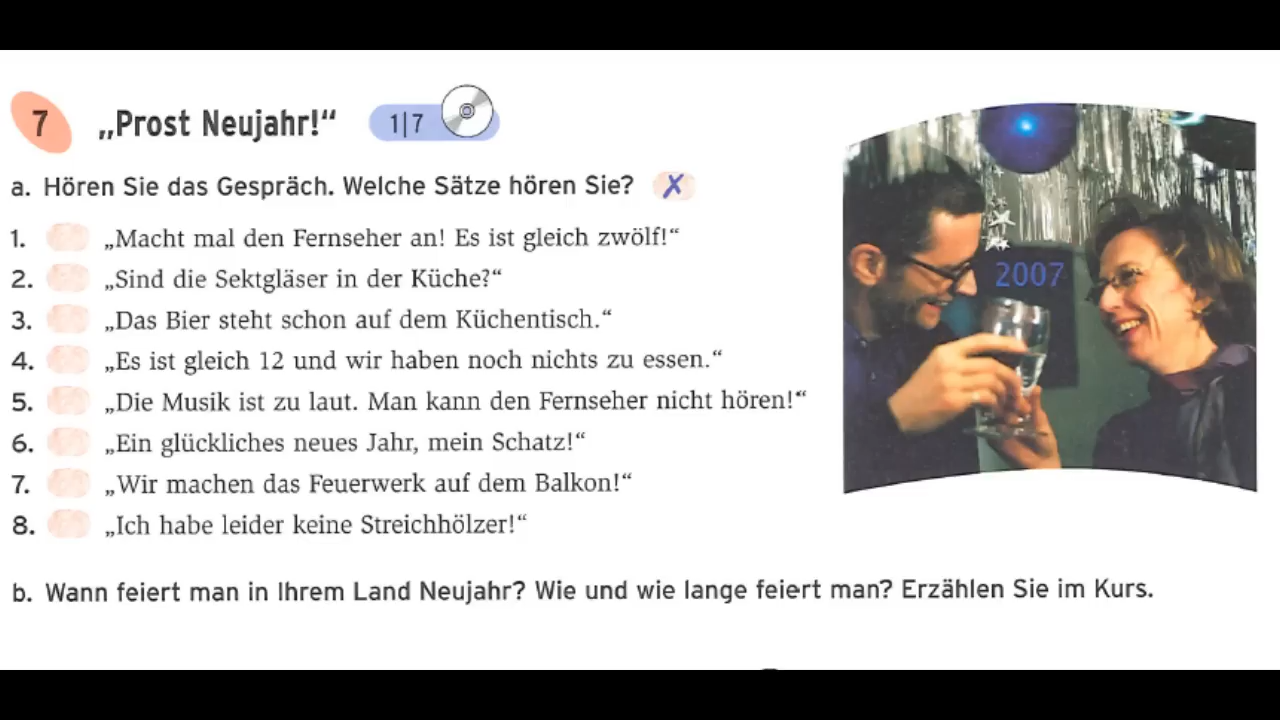 7 „Prost Neujahr!“ 1|7
a. Hören Sie das Gespräch. Welche Sätze hören Sie? X
1. „Macht mal den Fernseher an! Es ist gleich zwölf!“
2. „Sind die Sektgläser in der Küche?“
3. „Das Bier steht schon auf dem Küchentisch.“
4. „Es ist gleich 12 und wir haben noch nichts zu essen.“
5. „Die Musik ist zu laut. Man kann den Fernseher nicht hören!“
6. „Ein glückliches neues Jahr, mein Schatz!“
7. „Wir machen das Feuerwerk auf dem Balkon!“
8. „Ich habe leider keine Streichhölzer!“
2007
b. Wann feiert man in Ihrem Land Neujahr? Wie und wie lange feiert man? Erzählen Sie im Kurs.